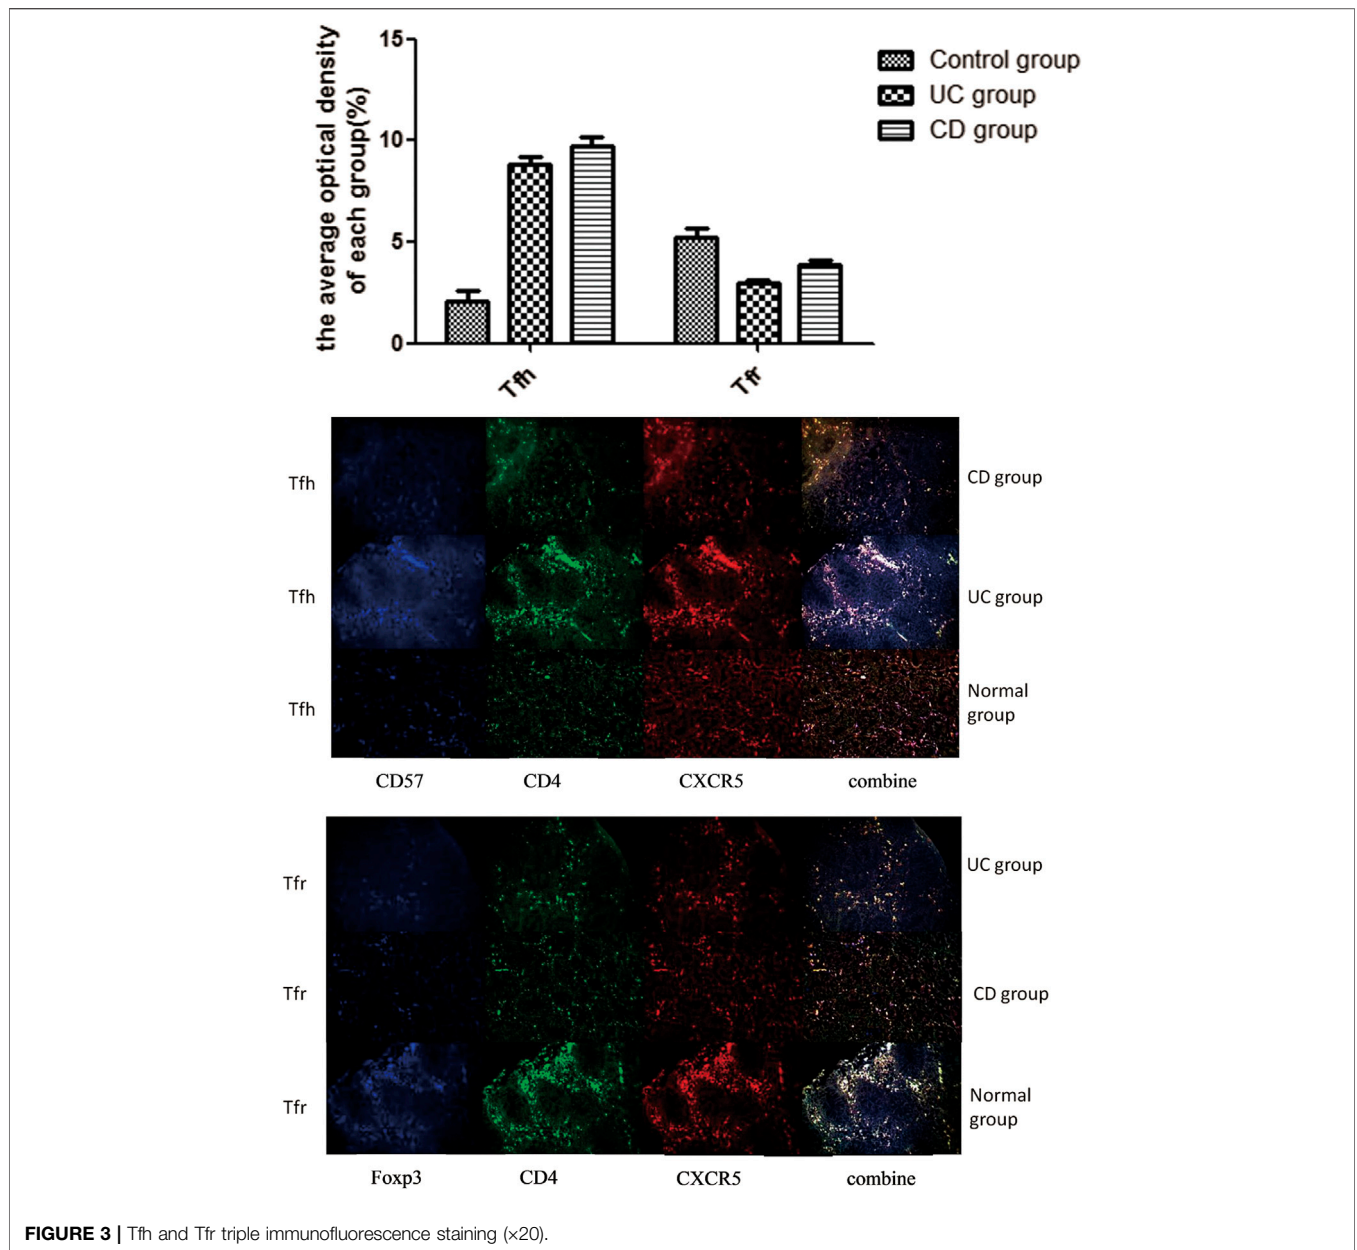 the average optical density
of each group(%)
15
10
5
0
Tfh
Tfr
Control group
UC group
CD group
Tfh
CD group
Tfh
UC group
Tfh
Normal
group
CD57
CD4
CXCR5
combine
Tfr
UC group
Tfr
CD group
Tfr
Normal
group
Foxp3
CD4
CXCR5
combine
FIGURE 3 | Tfh and Tfr triple immunofluorescence staining (×20).